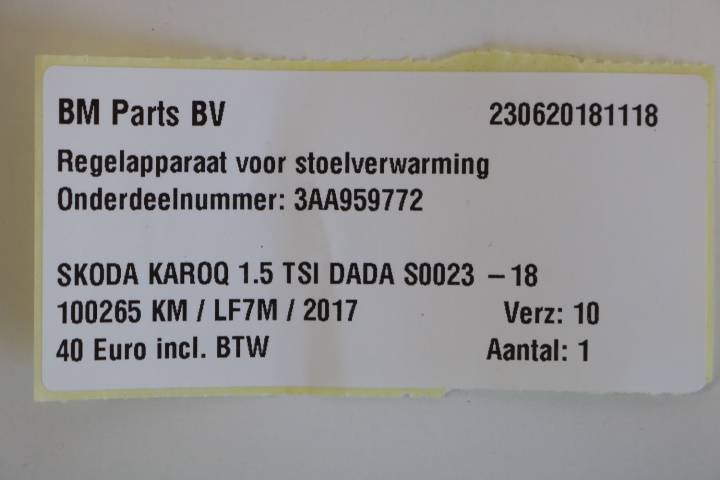 BM Parts BV 230620181118
Regelapparaat voor stoelverwarming
Onderdeelnummer: 3AA959772
SKODA KAROQ 1.5 TSI DADA S0023 – 18
100265 KM / LF7M / 2017 Verz: 10
40 Euro incl. BTW Aantal: 1